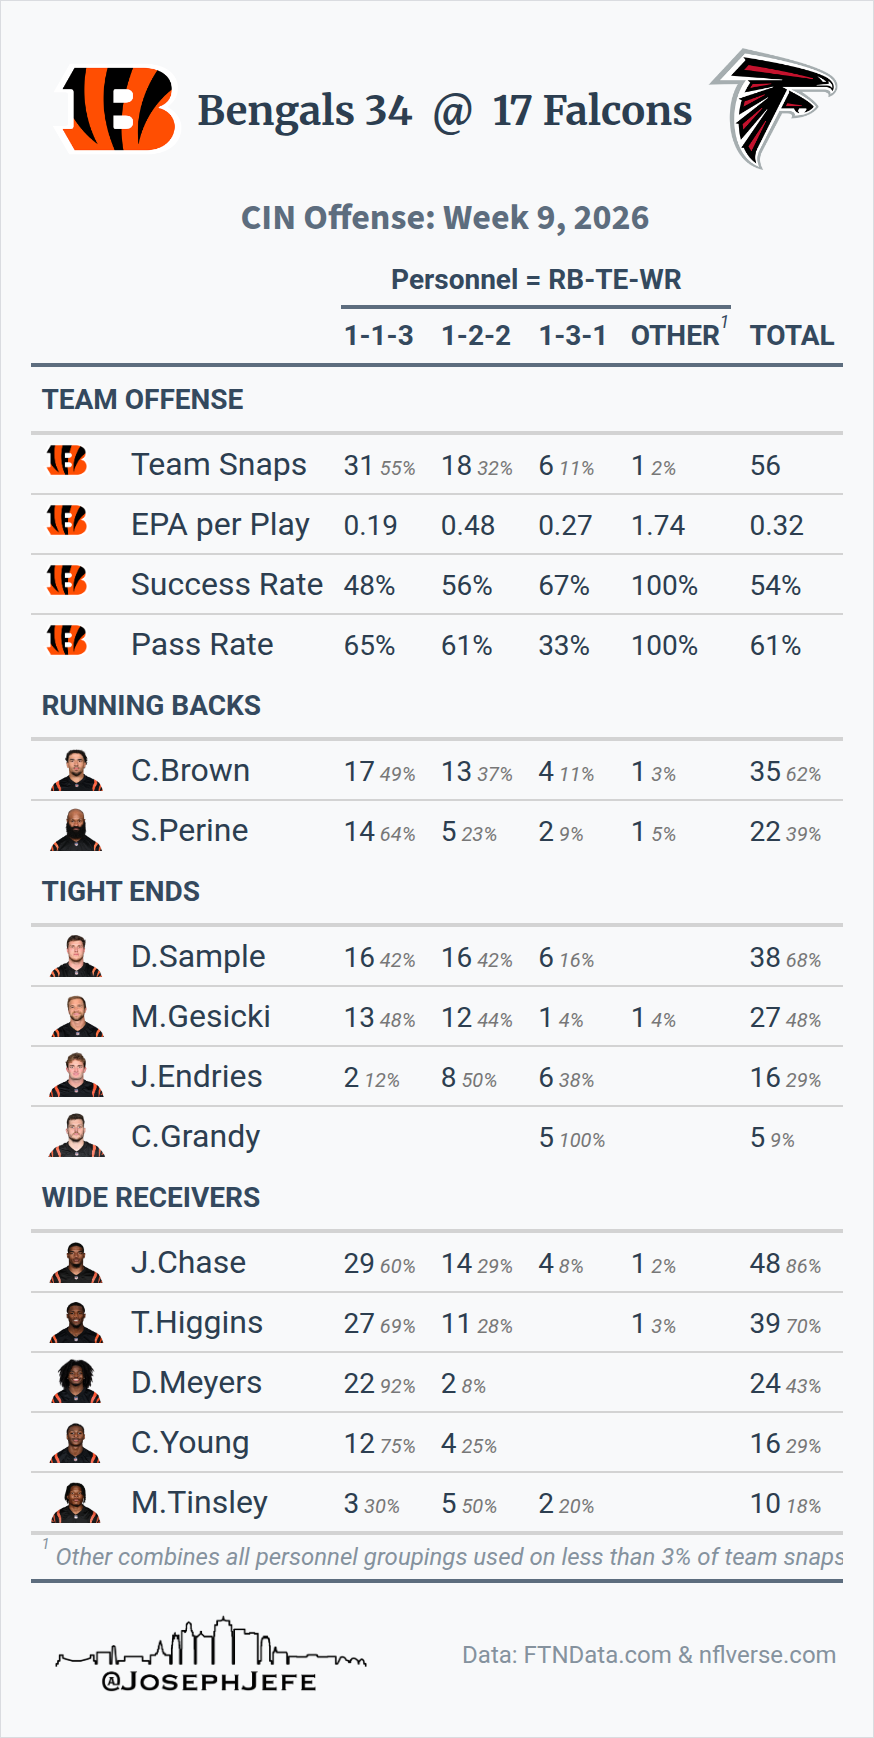 Bengals 34 @ 17 Falcons
CIN Offense: Week 9, 2026
Personnel = RB-TE-WR
1-1-3 1-2-2 1-3-1 OTHER1 TOTAL
TEAM OFFENSE
Team Snaps 31 55% 18 32% 6 11% 1 2% 56
EPA per Play 0.19 0.48 0.27 1.74 0.32
Success Rate 48% 56% 67% 100% 54%
Pass Rate 65% 61% 33% 100% 61%
RUNNING BACKS
C.Brown 17 49% 13 37% 4 11% 1 3% 35 62%
S.Perine 14 64% 5 23% 2 9% 1 5% 22 39%
TIGHT ENDS
D.Sample 16 42% 16 42% 6 16% 38 68%
M.Gesicki 13 48% 12 44% 1 4% 1 4% 27 48%
J.Endries 2 12% 8 50% 6 38% 16 29%
C.Grandy 5 100% 5 9%
WIDE RECEIVERS
J.Chase 29 60% 14 29% 4 8% 1 2% 48 86%
T.Higgins 27 69% 11 28% 1 3% 39 70%
D.Meyers 22 92% 2 8% 24 43%
C.Young 12 75% 4 25% 16 29%
M.Tinsley 3 30% 5 50% 2 20% 10 18%
1 Other combines all personnel groupings used on less than 3% of team snaps
@JosephJefe
Data: FTNData.com & nflverse.com